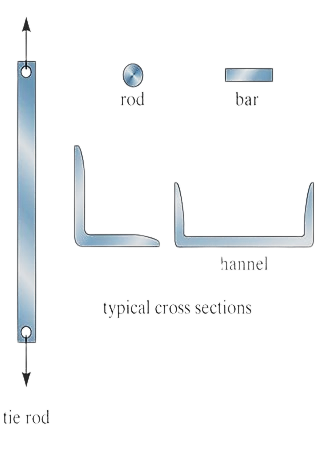 rod
bar
hannel
typical cross sections
tie rod